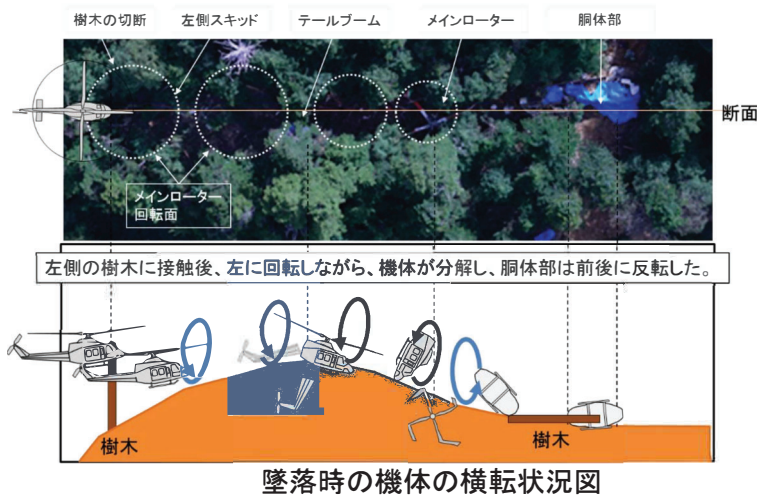 樹木の切断
左側スキッド
テールブーム
メインローター
胴体部
断面
メインローター
回転面
左側の樹木に接触後、左に回転しながら、機体が分解し、胴体部は前後に反転した。
樹木
樹木
墜落時の機体の横転状況図